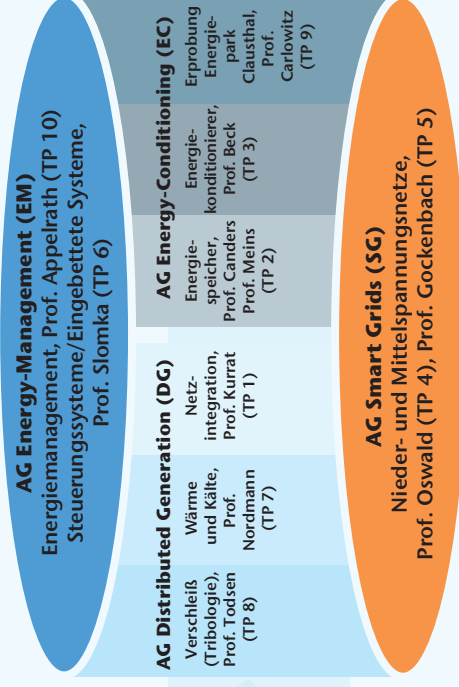 AG Energy-Management (EM)
Energiemanagement, Prof. Appelrath (TP 10)
Steuerungssysteme/Eingebettete Systeme,
Prof. Slomka (TP 6)
AG Distributed Generation (DG)
Verschleiß
(Tribologie),
Prof. Todsen
(TP 8)
Wärme
und Kälte,
Prof.
Nordmann
(TP 7)
Netz-
integration,
Prof. Kurrat
(TP 1)
AG Energy-Conditioning (EC)
Energie-
speicher,
Prof. Canders
Prof. Meins
(TP 2)
Energie-
konditionierer,
Prof. Beck
(TP 3)
Erprobung
Energie-
park
Clausthal,
Prof.
Carlowitz
(TP 9)
AG Smart Grids (SG)
Nieder- und Mittelspannungsnetze,
Prof. Oswald (TP 4), Prof. Gockenbach (TP 5)